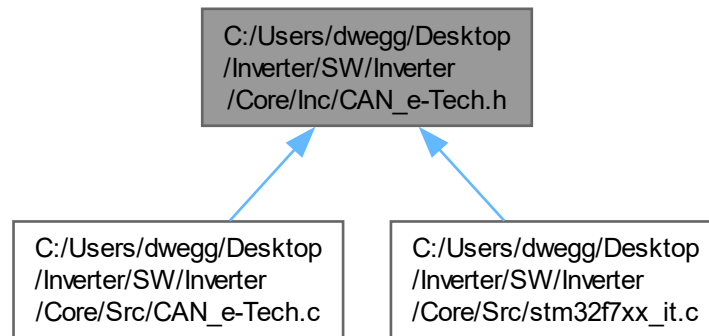 C:/Users/dwegg/Desktop
/Inverter/SW/Inverter
/Core/Inc/CAN_e-Tech.h
C:/Users/dwegg/Desktop
/Inverter/SW/Inverter
/Core/Src/CAN_e-Tech.c
C:/Users/dwegg/Desktop
/Inverter/SW/Inverter
/Core/Src/stm32f7xx_it.c